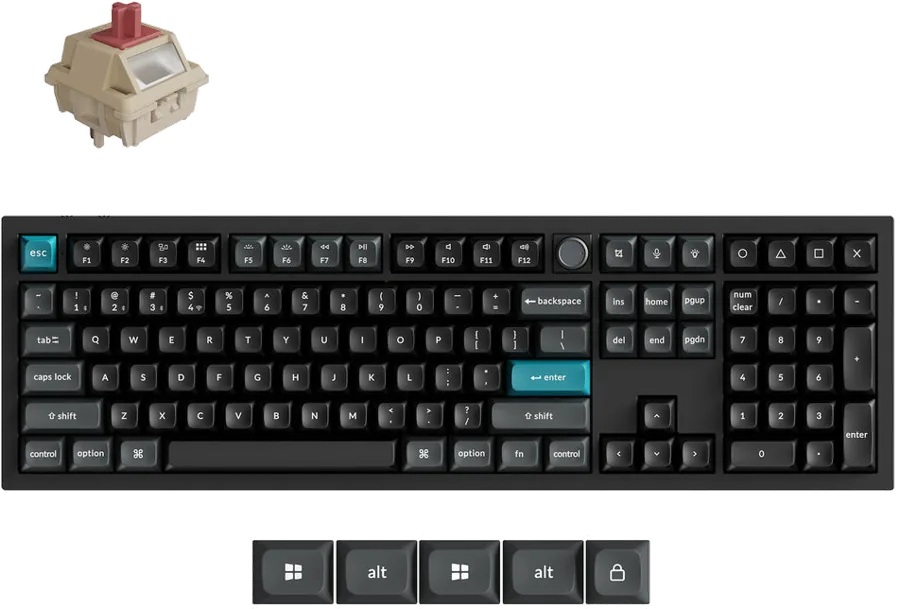 esc F1 F2 F3 F4 F5 F6 F7 F8 F9 F10 F11 F12
~ ! @ # $ % ^ & * ( ) _ +
` 1 2 3 4 5 6 7 8 9 0 - = backspace ins home pgup num clear / * -
tab Q W E R T Y U I O P { [ } ] | \ del end pgdn 7 8 9 +
caps lock A S D F G H J K L : ; " ' enter 4 5 6
shift Z X C V B N M < , > . ? / shift ^ 1 2 3 enter
control option ⌘ ⌘ option fn control < v > 0 .
alt alt